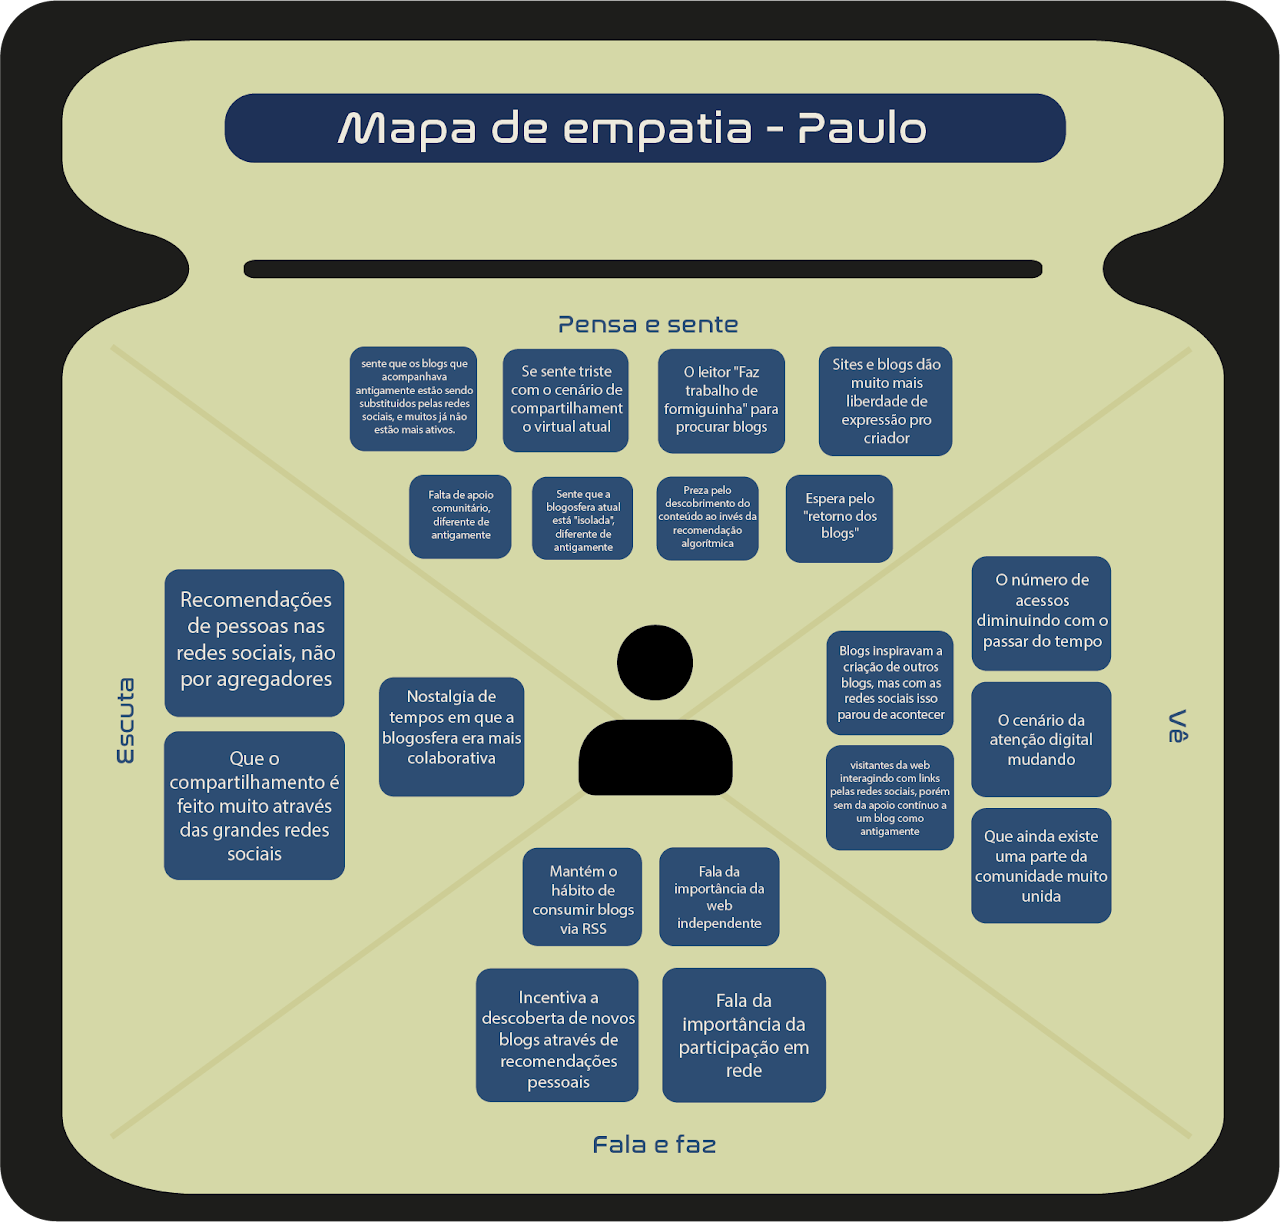 Mapa de empatia - Paulo
Pensa e sente
sente que os blogs que
acompanhava
antigamente estão sendo
substituidos pelas redes
sociais, e muitos já não
estão mais ativos.
Se sente triste
com o cenário de
compartilhament
o virtual atual
O leitor "Faz
trabalho de
formiguinha" para
procurar blogs
Sites e blogs dão
muito mais
liberdade de
expressão pro
criador
Falta de apoio
comunitário,
diferente de
antigamente
Sente que a
blogosfera atual
está "isolada",
diferente de
antigamente
Preza pelo
descobrimento do
conteúdo ao invés da
recomendação
algorítmica
Espera pelo
"retorno dos
blogs"
Escuta
Recomendações
de pessoas nas
redes sociais, não
por agregadores
Que o
compartilhamento é
feito muito através
das grandes redes
sociais
Nostalgia de
tempos em que a
blogosfera era mais
colaborativa
Blogs inspiravam a
criação de outros
blogs, mas com as
redes sociais isso
parou de acontecer
visitantes da web
interagindo com links
pelas redes sociais, porém
sem da apoio contínuo a
um blog como
antigamente
O número de
acessos
diminuindo com o
passar do tempo
O cenário da
atenção digital
mudando
Que ainda existe
uma parte da
comunidade muito
unida
Vê
Mantém o
hábito de
consumir blogs
via RSS
Fala da
importância da
web
independente
Incentiva a
descoberta de novos
blogs através de
recomendações
pessoais
Fala da
importância da
participação em
rede
Fala e faz